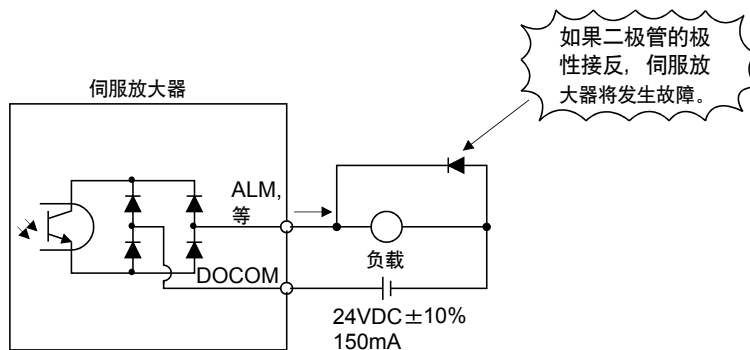 如果二极管的极
性接反，伺服放
大器将发生故障。
伺服放大器
ALM,
等
负载
DOCOM
24VDC±10%
150mA